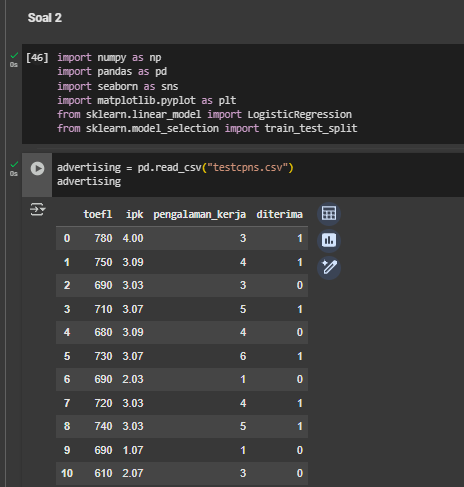 Soal 2
[46] import numpy as np
import pandas as pd
import seaborn as sns
import matplotlib.pyplot as plt
from sklearn.linear_model import LogisticRegression
from sklearn.model_selection import train_test_split
0s
advertising = pd.read_csv("testcpns.csv")
advertising
0s
toefl ipk pengalaman_kerja diterima
0 780 4.00 3 1
1 750 3.09 4 1
2 690 3.03 3 0
3 710 3.07 5 1
4 680 3.09 4 0
5 730 3.07 6 1
6 690 2.03 1 0
7 720 3.03 4 1
8 740 3.03 5 1
9 690 1.07 1 0
10 610 2.07 3 0